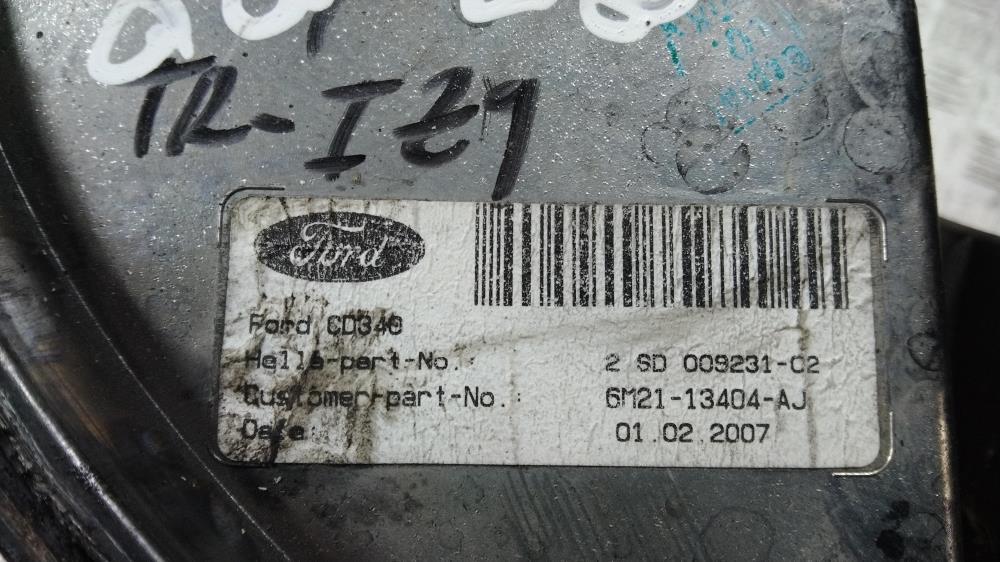 TR-IZ9
Ford
Ford CD340
Hella-part-No.: 2 SD 009231-02
Customer-part-No.: 6M21-13404-AJ
Date: 01.02.2007